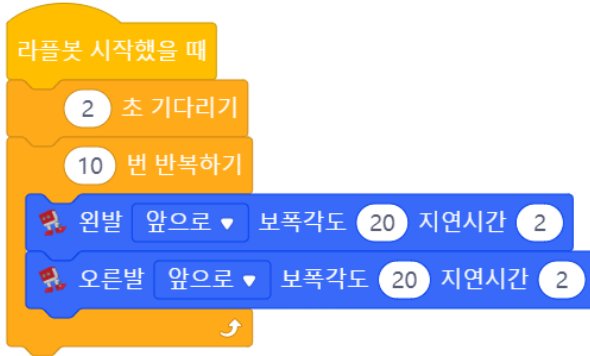 라플봇 시작했을 때
2 초 기다리기
10 번 반복하기
왼발 앞으로 보폭각도 20 지연시간 2
오른발 앞으로 보폭각도 20 지연시간 2